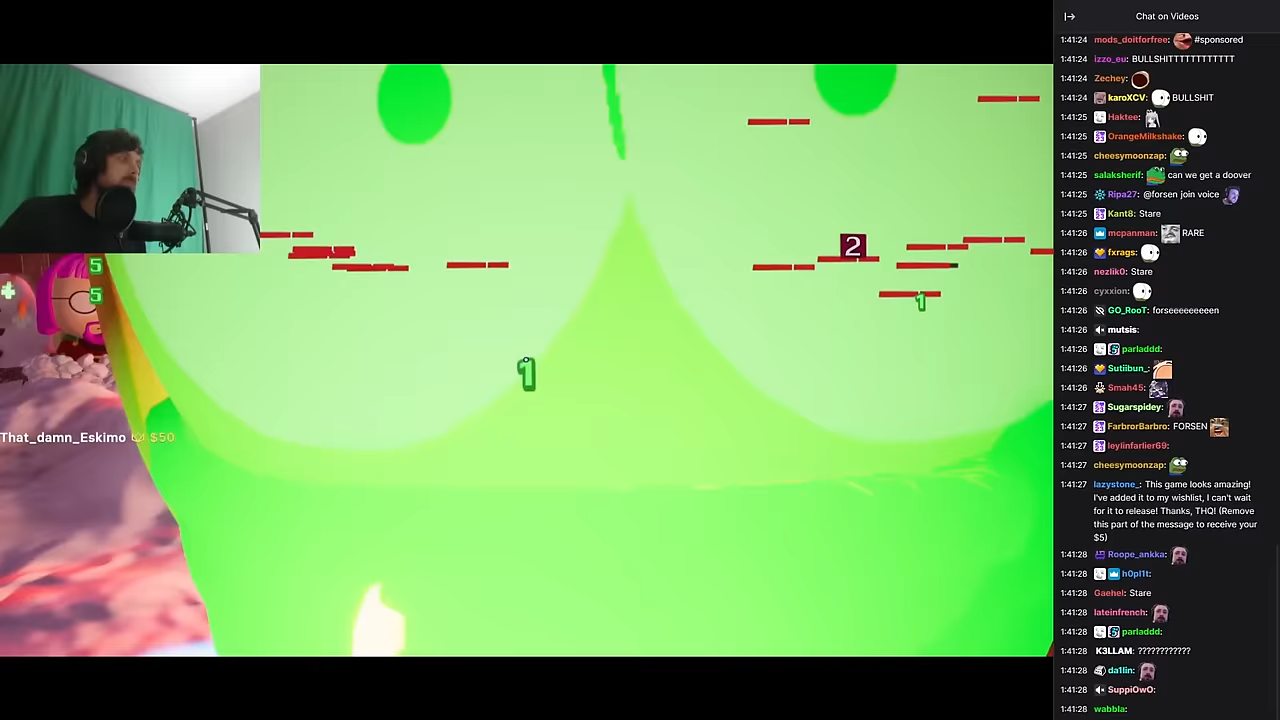 Chat on Videos
1:41:24 mods_doitforfree: #sponsored
1:41:24 izzo_eu: BULLSHITTTTTTTTTTTT
1:41:24 Zechey:
1:41:24 karoXCV: BULLSHIT
1:41:25 Haktee:
1:41:25 OrangeMilkshake:
1:41:25 cheesymoonzap:
1:41:25 salaksherif: can we get a doover
1:41:25 Ripa27: @forsen join voice
1:41:25 Kant8: Stare
1:41:26 mcpanman: RARE
1:41:26 fxrags:
1:41:26 nezlik0: Stare
1:41:26 cyxxion:
1:41:26 GO_RooT: forseeeeeeeeen
1:41:26 mutsis:
1:41:26 parladdd:
1:41:26 Sutiibun_:
1:41:26 Smah45:
1:41:27 Sugarspidey:
1:41:27 FarbrorBarbro: FORSEN
1:41:27 leylinfarlier69:
1:41:27 cheesymoonzap:
1:41:27 lazystone_: This game looks amazing!
I've added it to my wishlist, I can't wait
for it to release! Thanks, THQ! (Remove
this part of the message to receive your
$5)
1:41:28 Roope_ankka:
1:41:28 h0pl1t:
1:41:28 Gaehel: Stare
1:41:28 lateinfrench:
1:41:28 parladdd:
1:41:28 K3LLAM: ????????????
1:41:28 da1lin:
1:41:28 SuppiOwO:
1:41:28 wabbla:
5
5
2
1
1
That_damn_Eskimo $50